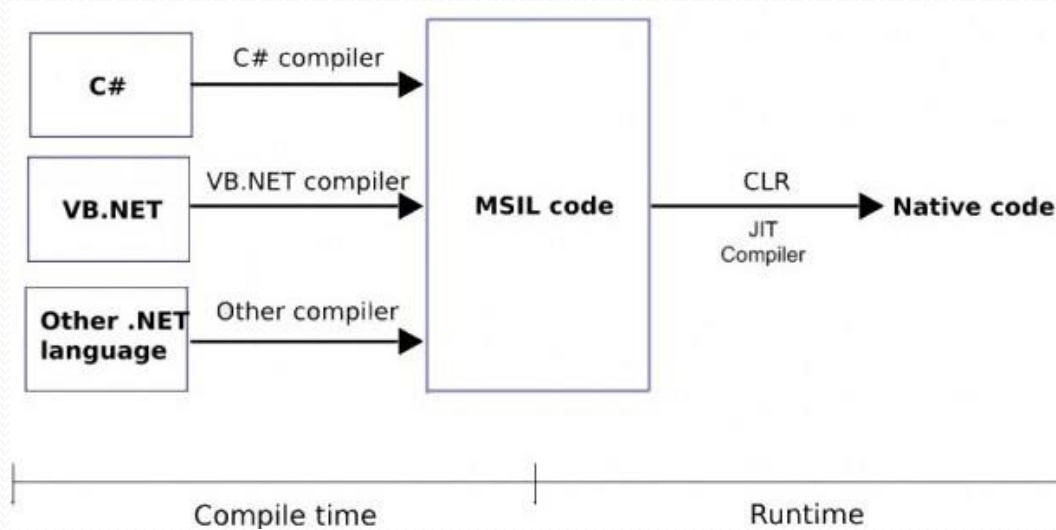 C#
C# compiler
VB.NET
VB.NET compiler
Other .NET
language
Other compiler
MSIL code
CLR
JIT
Compiler
Native code
Compile time
Runtime